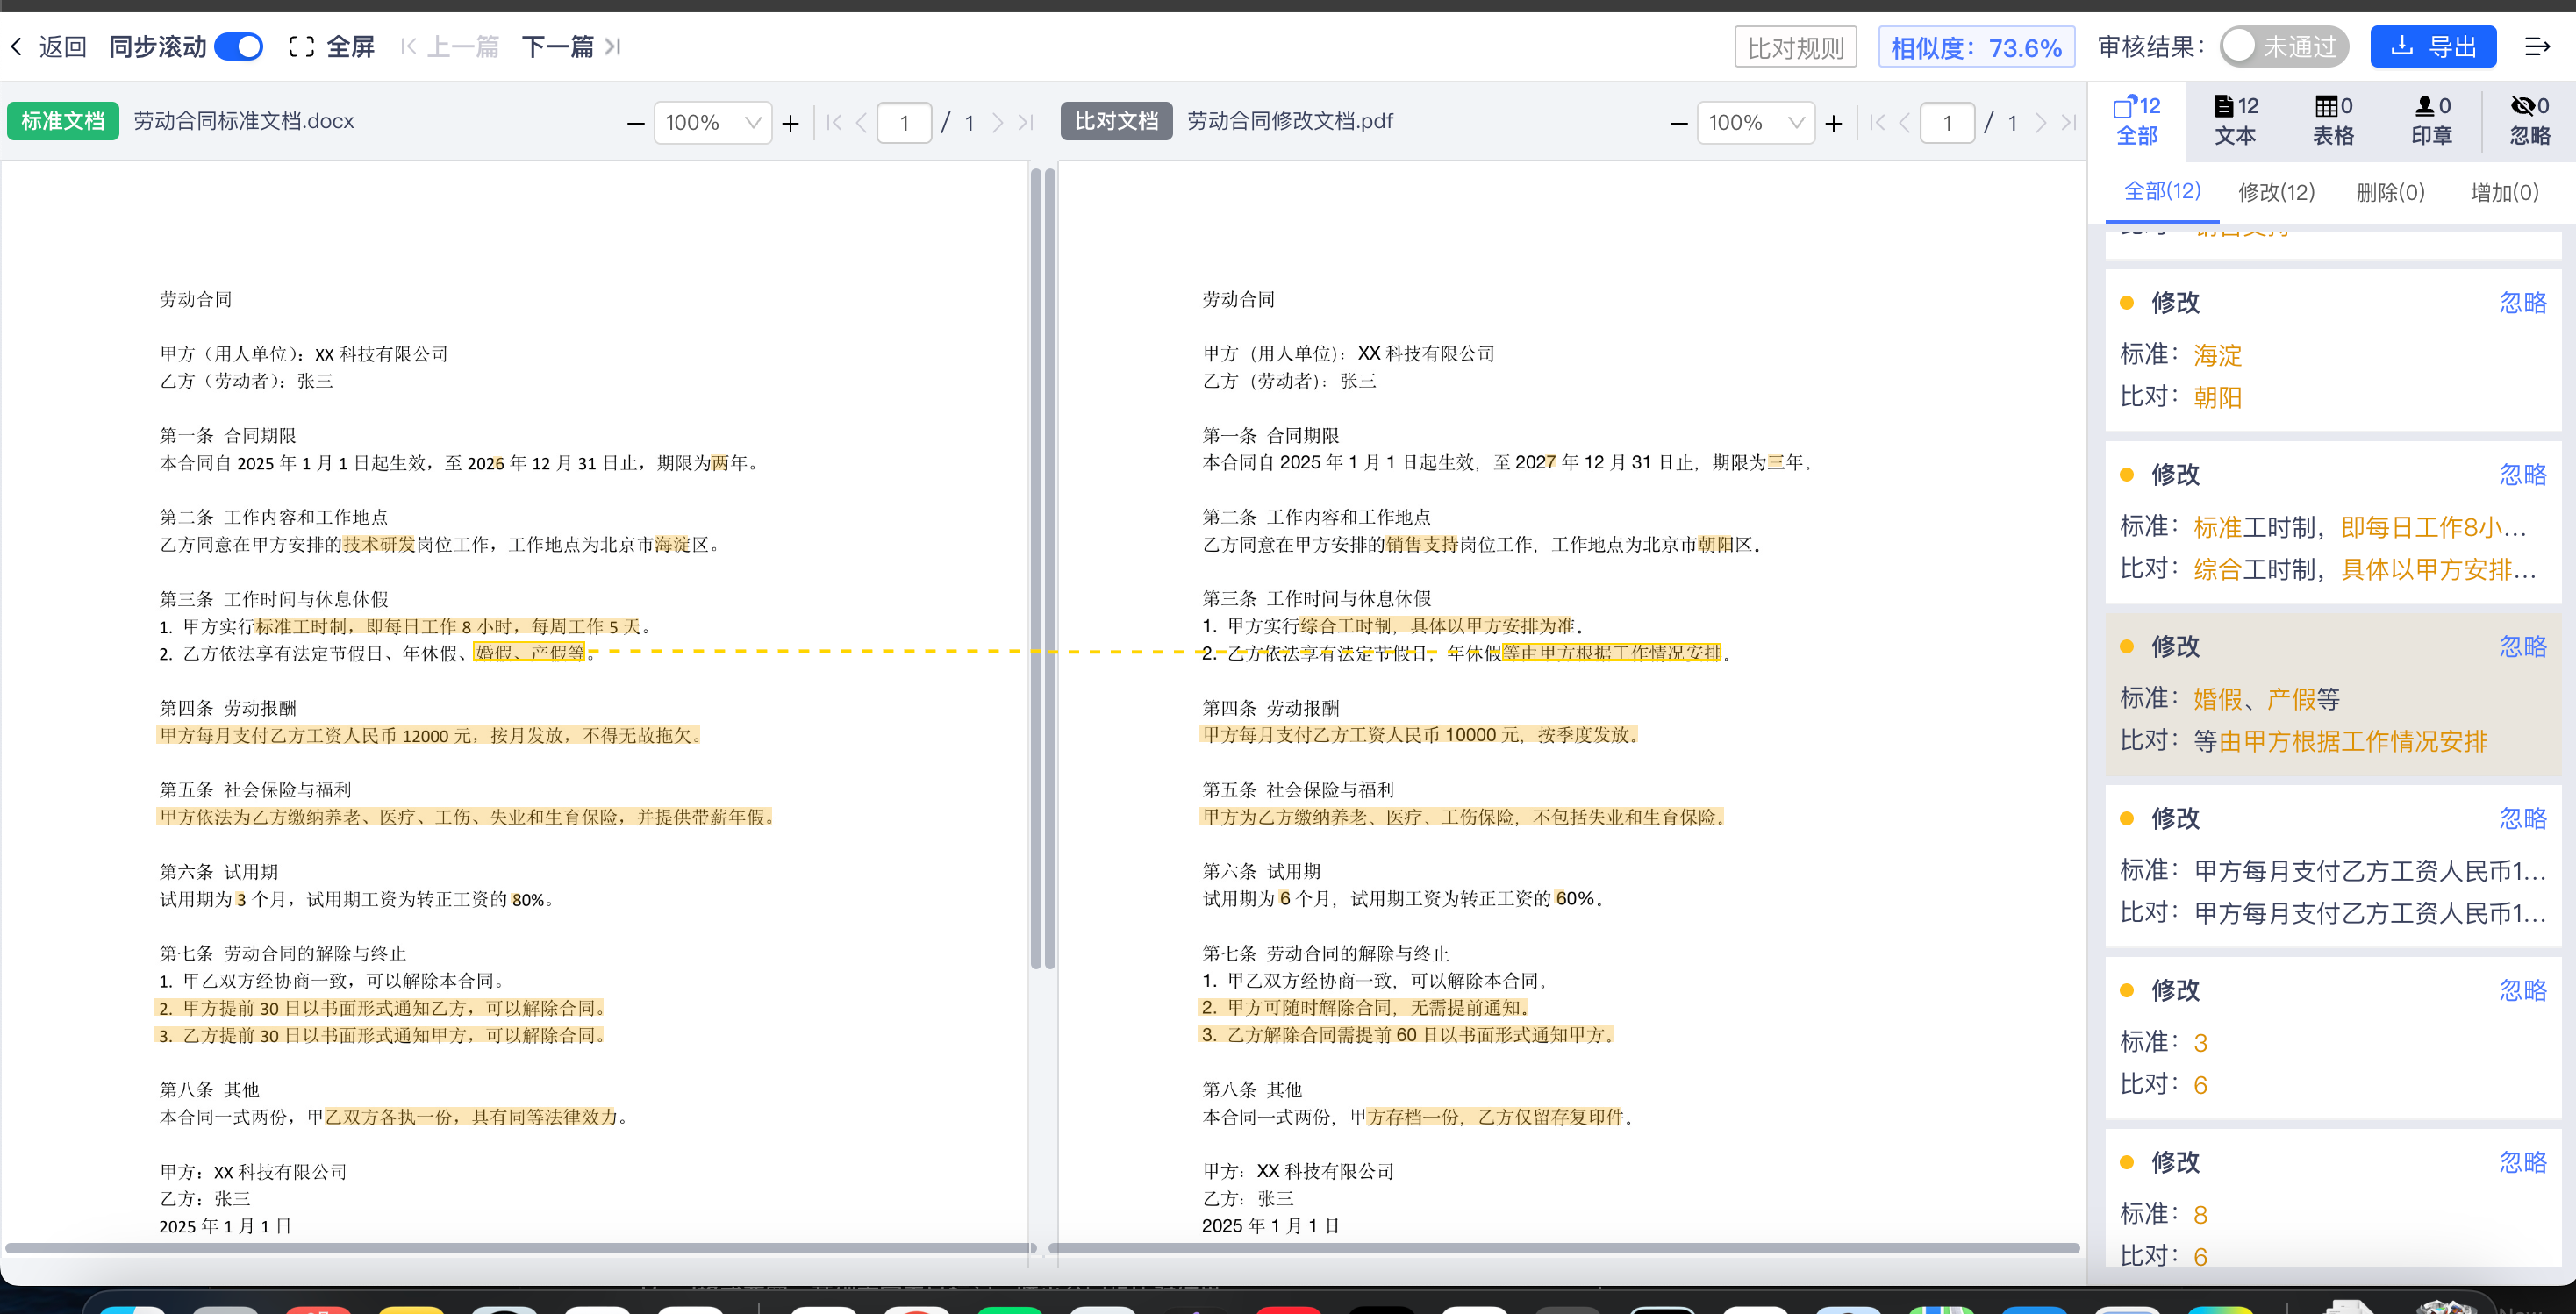 返回 同步滚动 全屏 上一篇 下一篇 比对规则 相似度：73.6% 审核结果： 未通过 导出
标准文档 劳动合同标准文档.docx 100% 1 / 1
劳动合同
甲方（用人单位）：XX 科技有限公司
乙方（劳动者）：张三
第一条 合同期限
本合同自 2025 年 1 月 1 日起生效，至 2026 年 12 月 31 日止，期限为两年。
第二条 工作内容和工作地点
乙方同意在甲方安排的技术研发岗位工作，工作地点为北京市海淀区。
第三条 工作时间与休息休假
1. 甲方实行标准工时制，即每日工作 8 小时，每周工作 5 天。
2. 乙方依法享有法定节假日、年休假、婚假、产假等。
第四条 劳动报酬
甲方每月支付乙方工资人民币 12000 元，按月发放，不得无故拖欠。
第五条 社会保险与福利
甲方依法为乙方缴纳养老、医疗、工伤、失业和生育保险，并提供带薪年假。
第六条 试用期
试用期为 3 个月，试用期工资为转正工资的 80%。
第七条 劳动合同的解除与终止
1. 甲乙双方经协商一致，可以解除本合同。
2. 甲方提前 30 日以书面形式通知乙方，可以解除合同。
3. 乙方提前 30 日以书面形式通知甲方，可以解除合同。
第八条 其他
本合同一式两份，甲乙双方各执一份，具有同等法律效力。
甲方：XX 科技有限公司
乙方：张三
2025 年 1 月 1 日
比对文档 劳动合同修改文档.pdf 100% 1 / 1
劳动合同
甲方（用人单位）：XX 科技有限公司
乙方（劳动者）：张三
第一条 合同期限
本合同自 2025 年 1 月 1 日起生效，至 2027 年 12 月 31 日止，期限为三年。
第二条 工作内容和工作地点
乙方同意在甲方安排的销售支持岗位工作，工作地点为北京市朝阳区。
第三条 工作时间与休息休假
1. 甲方实行综合工时制，具体以甲方安排为准。
2. 乙方依法享有法定节假日，年休假等由甲方根据工作情况安排。
第四条 劳动报酬
甲方每月支付乙方工资人民币 10000 元，按季度发放。
第五条 社会保险与福利
甲方为乙方缴纳养老、医疗、工伤保险，不包括失业和生育保险。
第六条 试用期
试用期为 6 个月，试用期工资为转正工资的 60%。
第七条 劳动合同的解除与终止
1. 甲乙双方经协商一致，可以解除本合同。
2. 甲方可随时解除合同，无需提前通知。
3. 乙方解除合同需提前 60 日以书面形式通知甲方。
第八条 其他
本合同一式两份，甲方存档一份，乙方仅留存复印件。
甲方：XX 科技有限公司
乙方：张三
2025 年 1 月 1 日
12 12 0 0 0
全部 文本 表格 印章 忽略
全部(12) 修改(12) 删除(0) 增加(0)
比对：销售支持
修改 忽略
标准：海淀
比对：朝阳
修改 忽略
标准：标准工时制，即每日工作8小...
比对：综合工时制，具体以甲方安排...
修改 忽略
标准：婚假、产假等
比对：等由甲方根据工作情况安排
修改 忽略
标准：甲方每月支付乙方工资人民币1...
比对：甲方每月支付乙方工资人民币1...
修改 忽略
标准：3
比对：6
修改 忽略
标准：8
比对：6